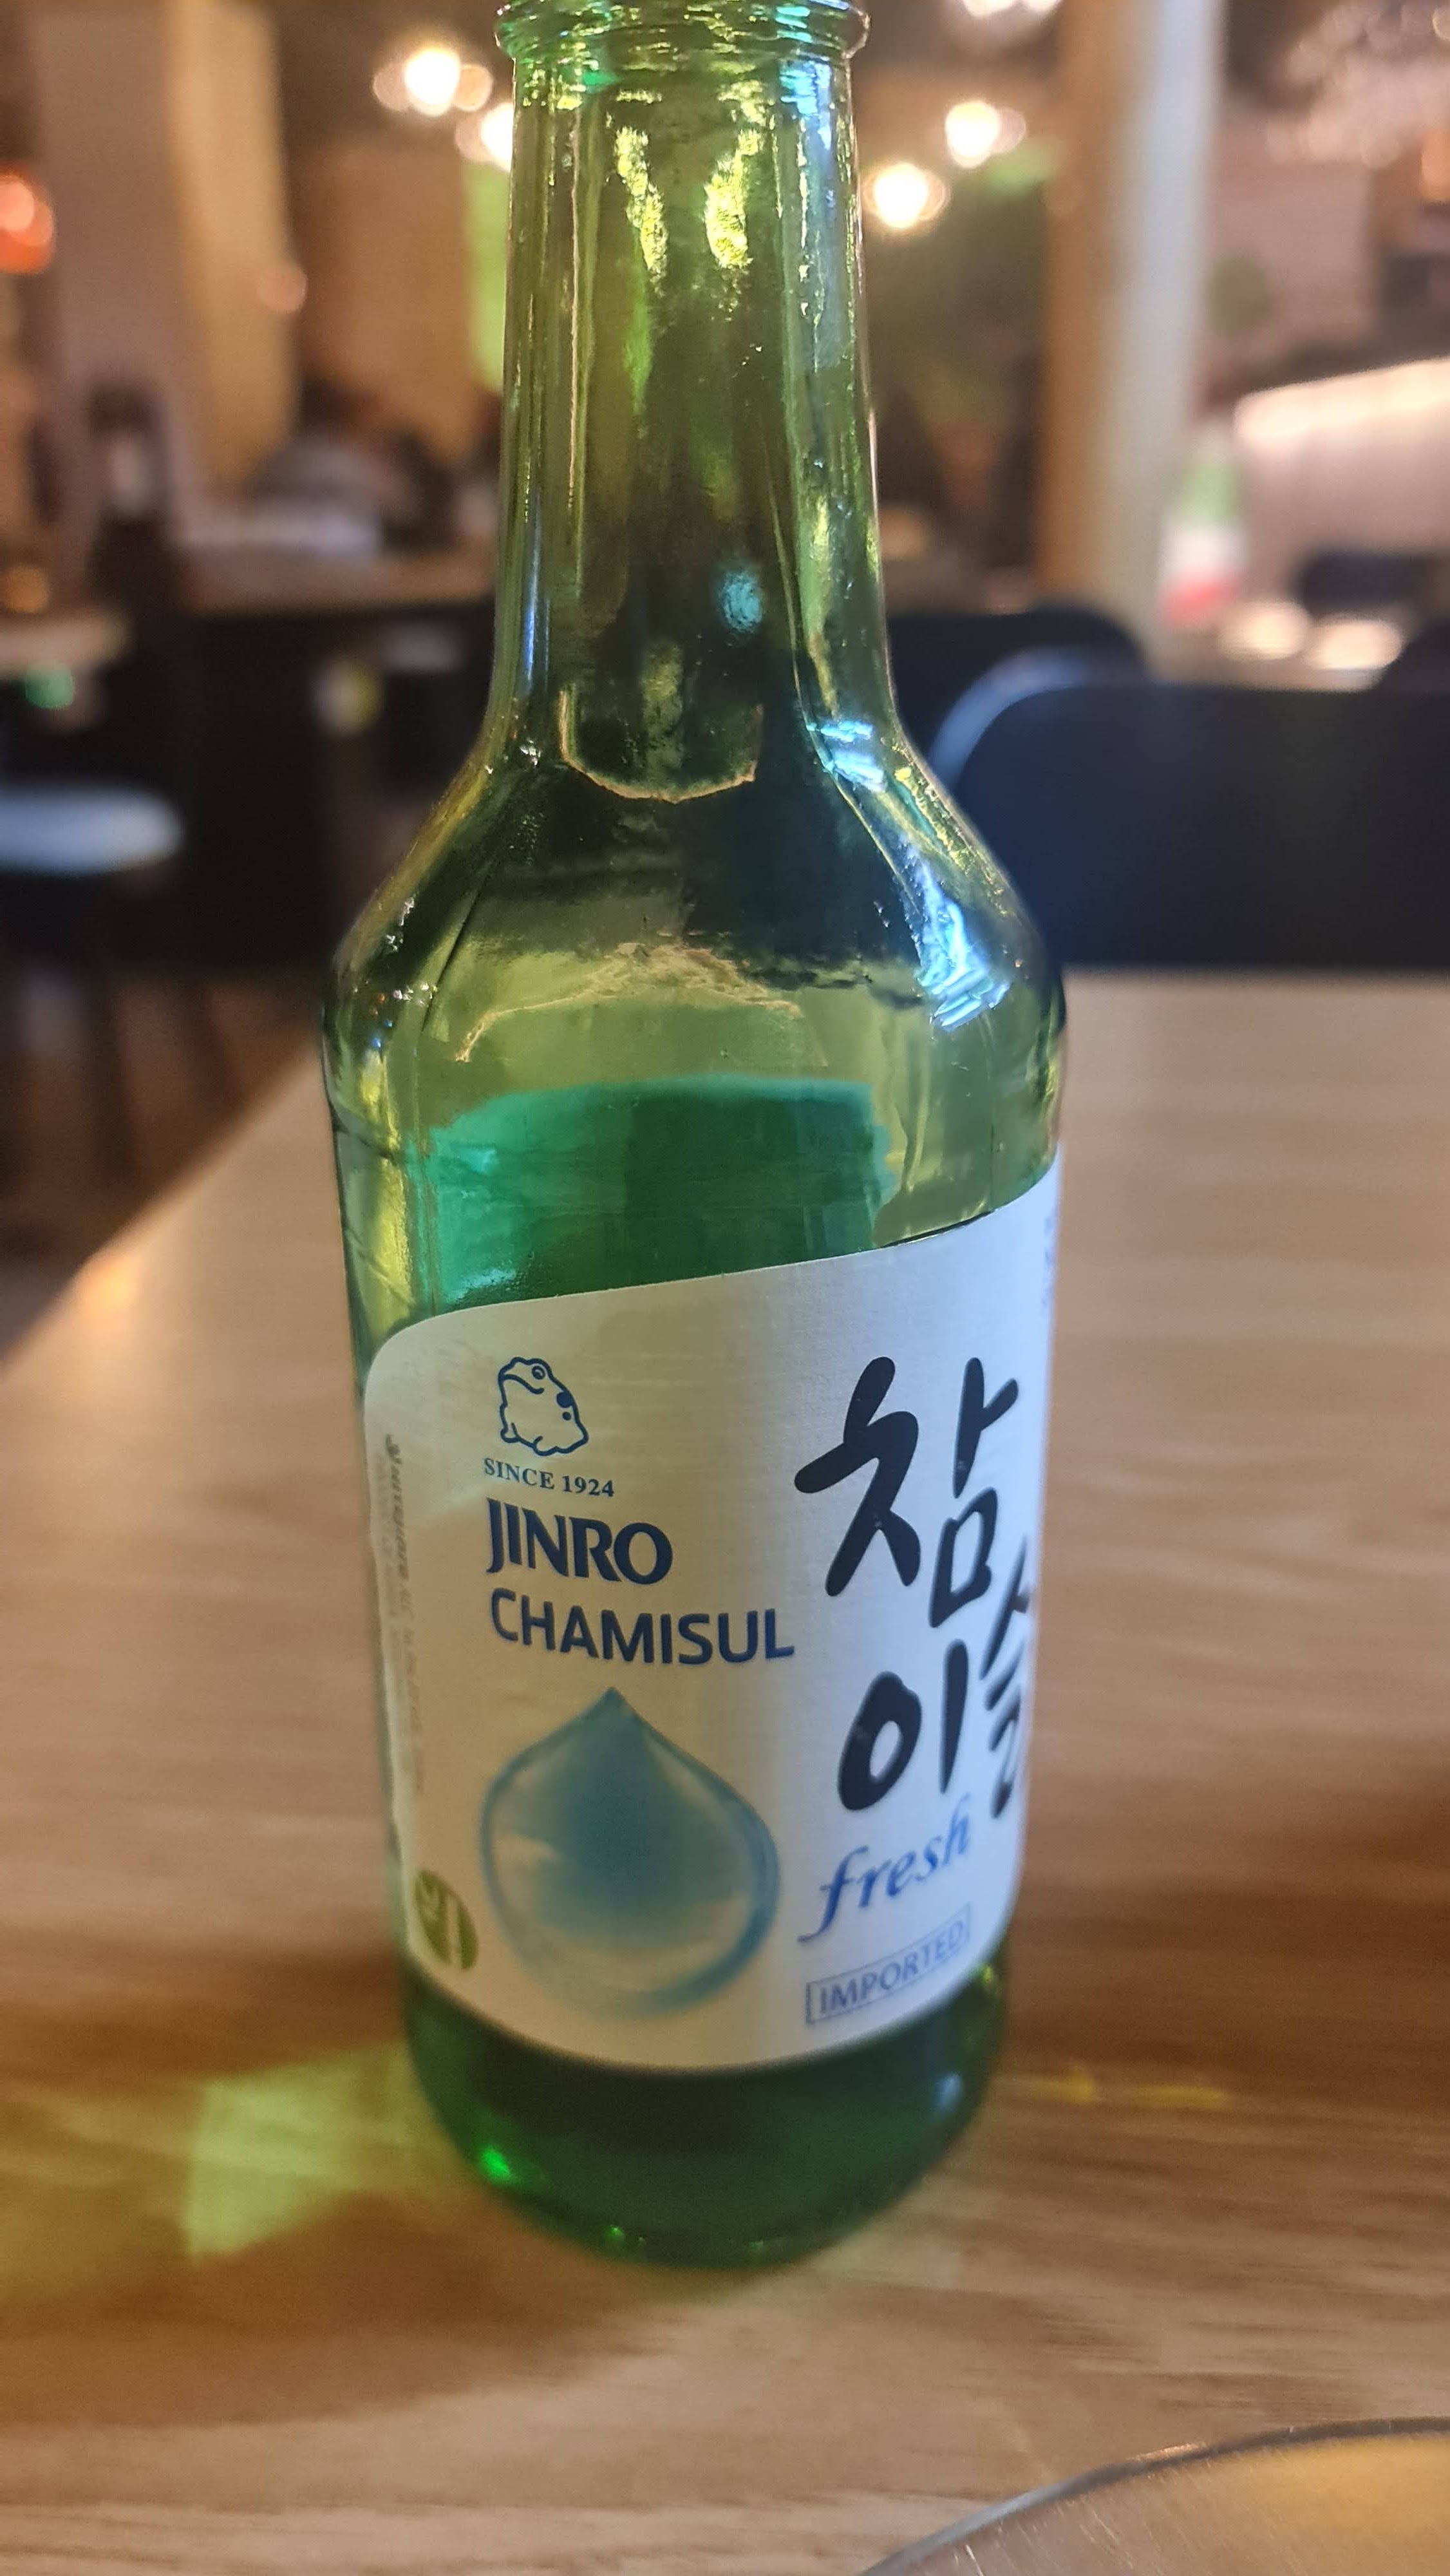 SINCE 1924
JINRO
CHAMISUL
참
이슬
fresh
IMPORTED